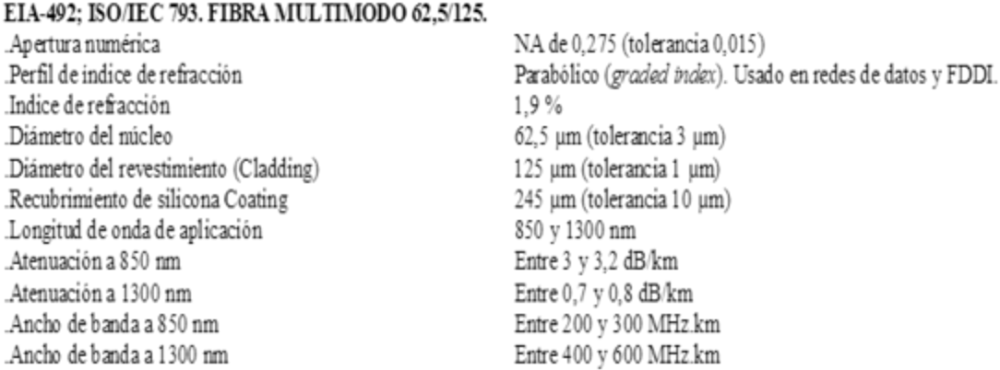 EIA-492; ISO/IEC 793. FIBRA MULTIMODO 62,5/125.
.Apertura numérica NA de 0,275 (tolerancia 0,015)
.Perfil de índice de refracción Parabólico (graded index). Usado en redes de datos y FDDI.
.Indice de refracción 1,9 %
.Diámetro del núcleo 62,5 µm (tolerancia 3 µm)
.Diámetro del revestimiento (Cladding) 125 µm (tolerancia 1 µm)
.Recubrimiento de silicona Coating 245 µm (tolerancia 10 µm)
.Longitud de onda de aplicación 850 y 1300 nm
.Atenuación a 850 nm Entre 3 y 3,2 dB/km
.Atenuación a 1300 nm Entre 0,7 y 0,8 dB/km
.Ancho de banda a 850 nm Entre 200 y 300 MHz.km
.Ancho de banda a 1300 nm Entre 400 y 600 MHz.km